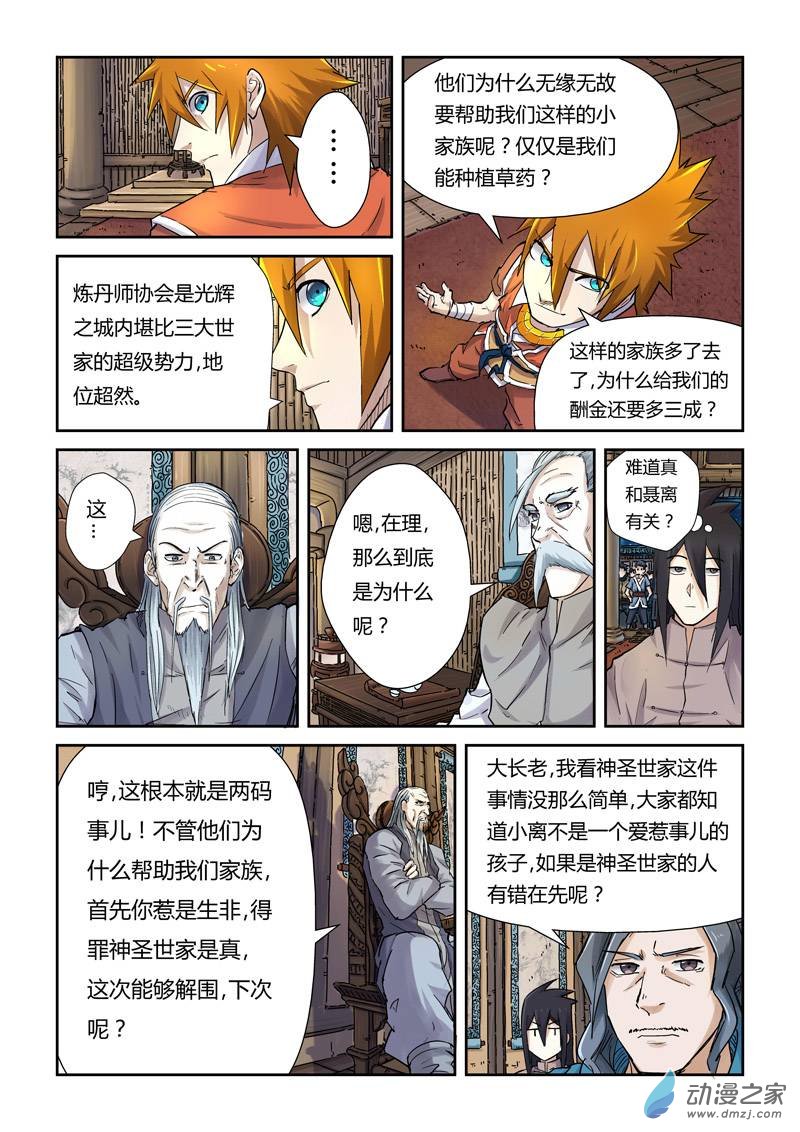 ……
他们为什么无缘无故
要帮助我们这样的小
家族呢？仅仅是我们
能种植草药？
炼丹师协会是光辉
之城内堪比三大世
家的超级势力,地
位超然。
这样的家族多了去
了,为什么给我们的
酬金还要多三成？
这
…
嗯,在理,
那么到底
是为什么
呢？
难道真
和聂离
有关？
哼,这根本就是两码
事儿！不管他们为
什么帮助我们家族,
首先你惹是生非,得
罪神圣世家是真,
这次能够解围,下次
呢？
大长老,我看神圣世家这件
事情没那么简单,大家都知
道小离不是一个爱惹事儿的
孩子,如果是神圣世家的人
有错在先呢？
动漫之家
www.dmzj.com